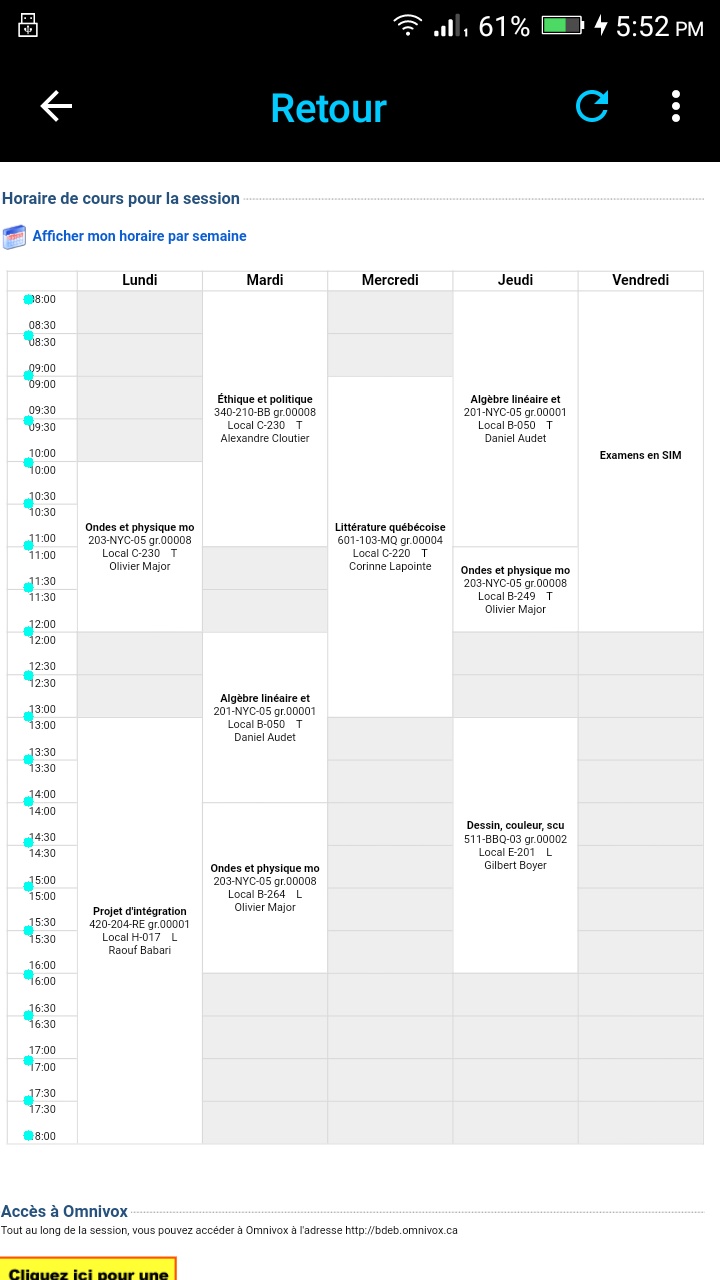 61% 5:52 PM
Retour
Horaire de cours pour la session
Afficher mon horaire par semaine
Lundi Mardi Mercredi Jeudi Vendredi
08:00
08:30
08:30
09:00
09:00
09:30
09:30
10:00
10:00
10:30
10:30
11:00
11:00
11:30
11:30
12:00
12:00
12:30
12:30
13:00
13:00
13:30
13:30
14:00
14:00
14:30
14:30
15:00
15:00
15:30
15:30
16:00
16:00
16:30
16:30
17:00
17:00
17:30
17:30
8:00
Ondes et physique mo
203-NYC-05 gr.00008
Local C-230 T
Olivier Major
Projet d'intégration
420-204-RE gr.00001
Local H-017 L
Raouf Babari
Éthique et politique
340-210-BB gr.00008
Local C-230 T
Alexandre Cloutier
Algèbre linéaire et
201-NYC-05 gr.00001
Local B-050 T
Daniel Audet
Ondes et physique mo
203-NYC-05 gr.00008
Local B-264 L
Olivier Major
Littérature québécoise
601-103-MQ gr.00004
Local C-220 T
Corinne Lapointe
Algèbre linéaire et
201-NYC-05 gr.00001
Local B-050 T
Daniel Audet
Ondes et physique mo
203-NYC-05 gr.00008
Local B-249 T
Olivier Major
Dessin, couleur, scu
511-BBQ-03 gr.00002
Local E-201 L
Gilbert Boyer
Examens en SIM
Accès à Omnivox
Tout au long de la session, vous pouvez accéder à Omnivox à l'adresse http://bdeb.omnivox.ca
Cliquez ici pour une